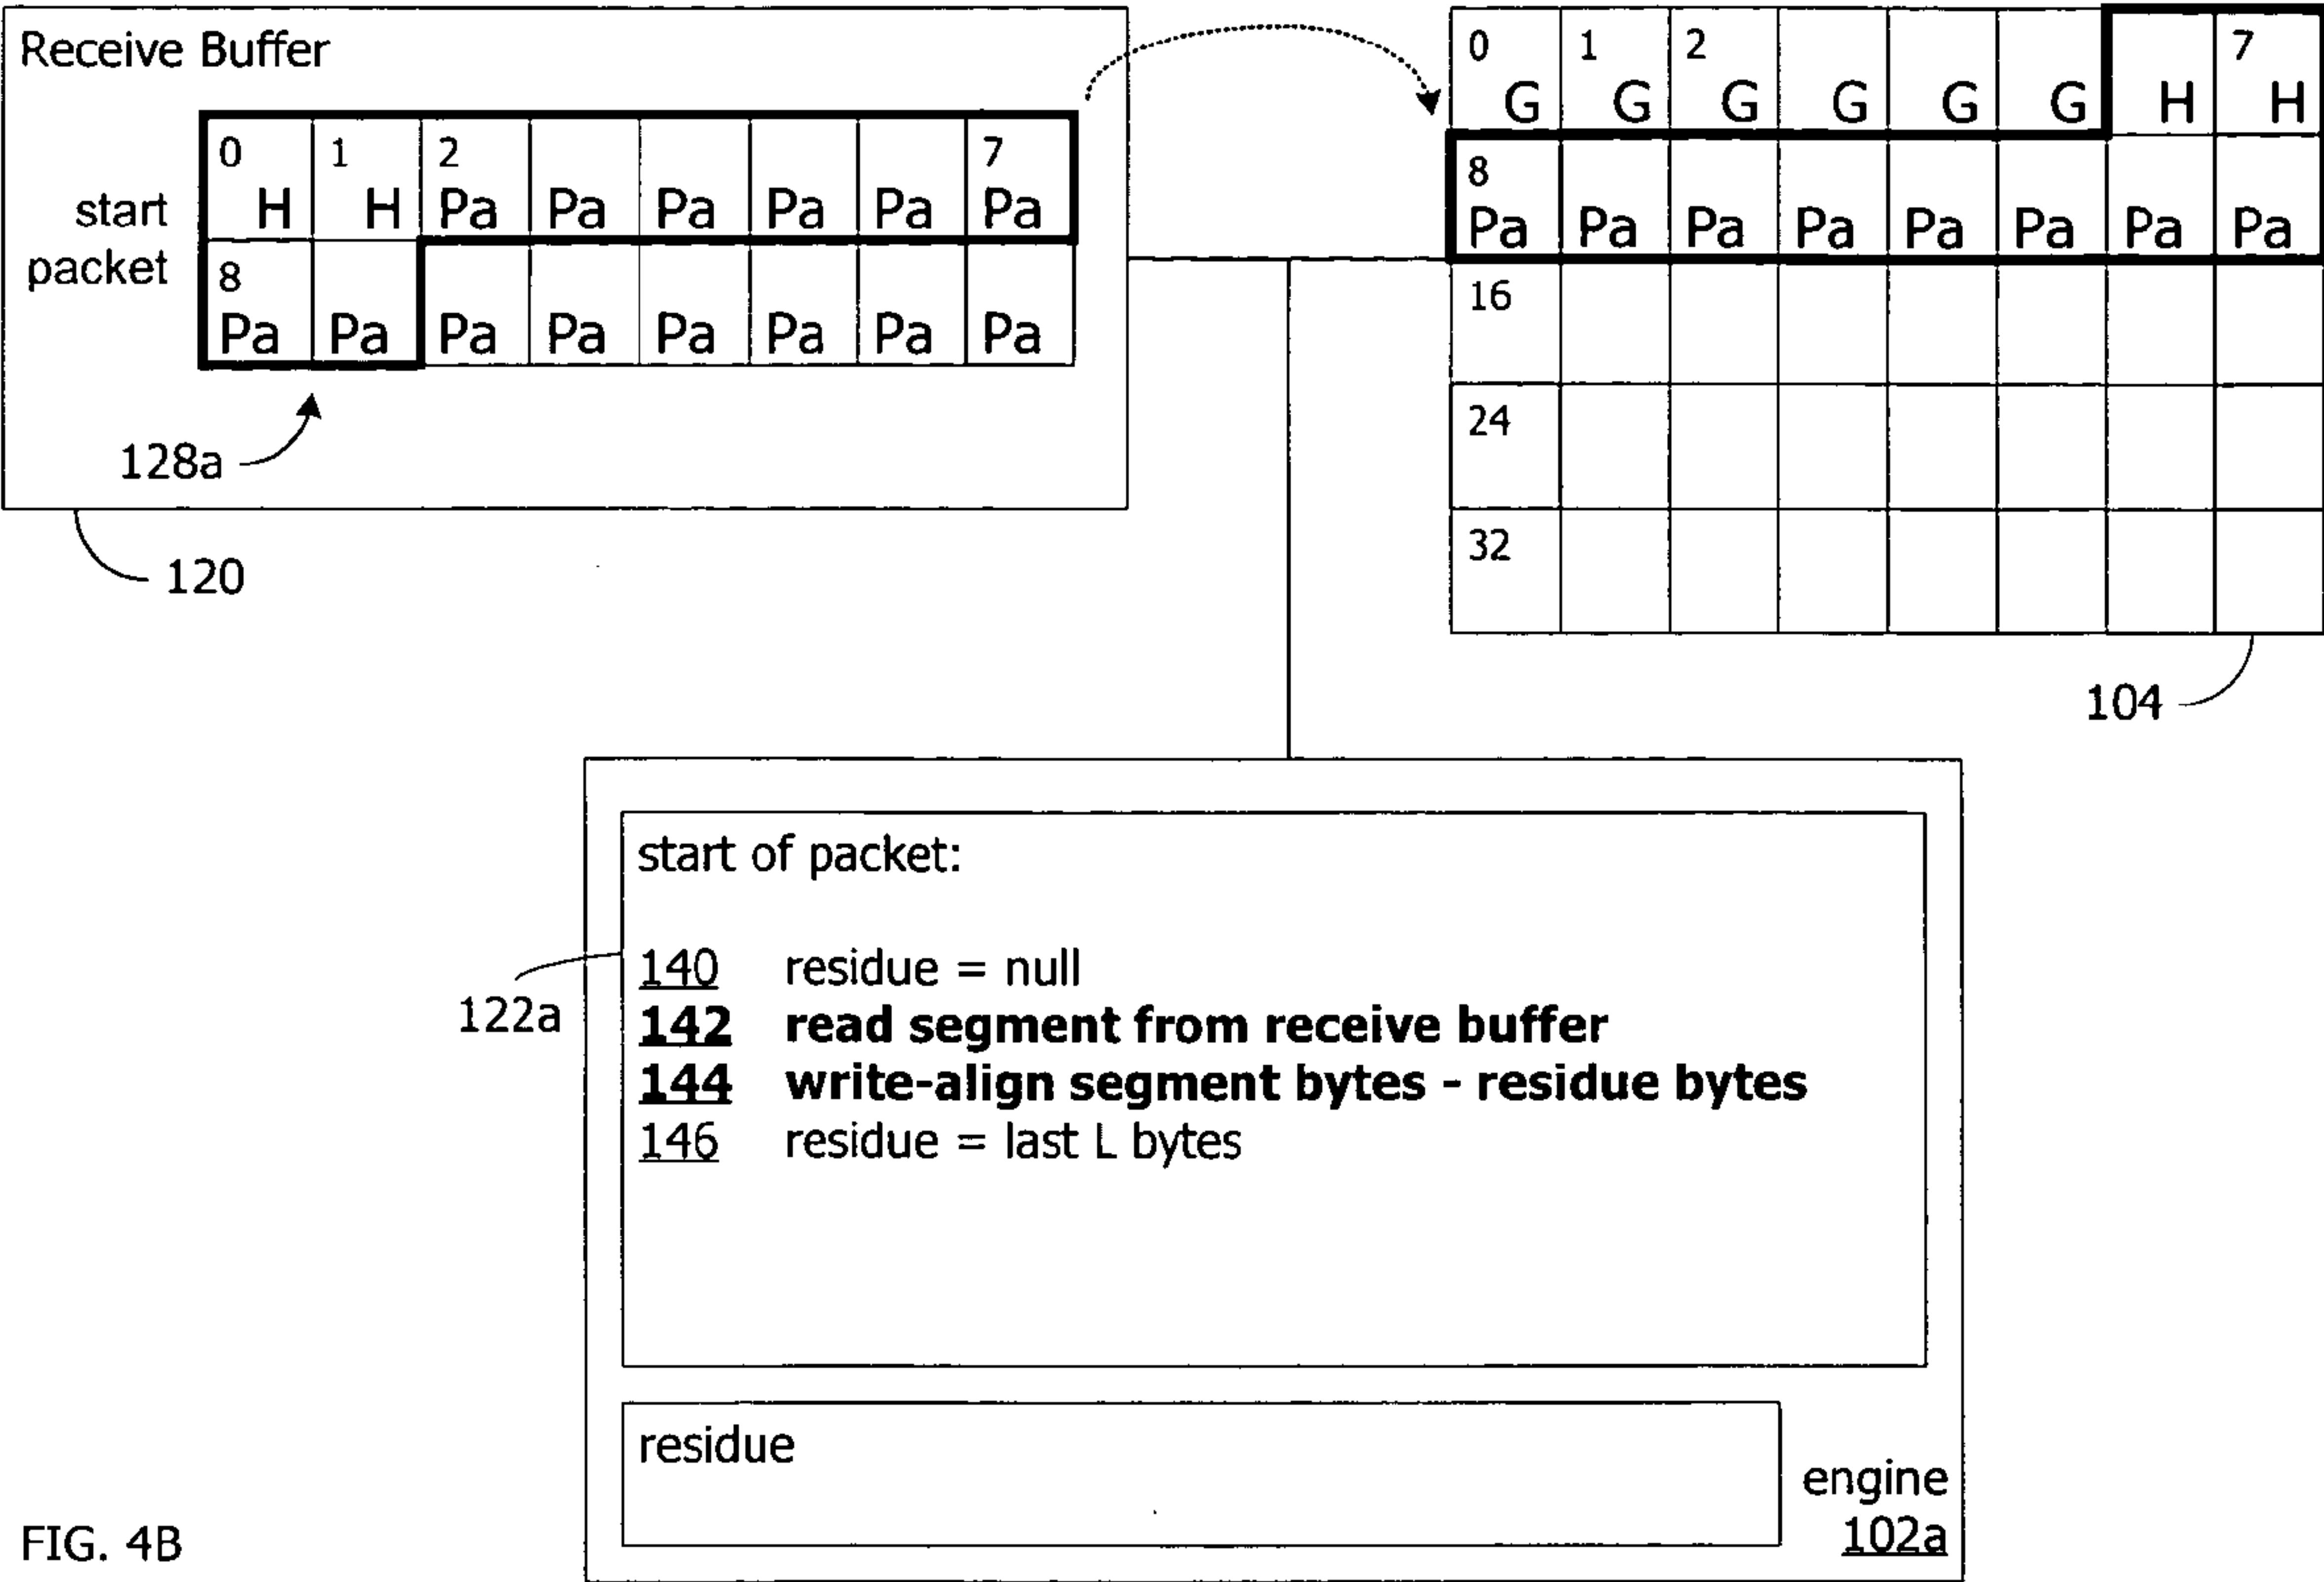 Receive Buffer
start
packet
0 1 2 7
H H Pa Pa Pa Pa Pa Pa
8
Pa Pa Pa Pa Pa Pa Pa Pa
128a
120
0 1 2 7
G G G G G G H H
8
Pa Pa Pa Pa Pa Pa Pa Pa
16
24
32
104
start of packet:
140 residue = null
142 read segment from receive buffer
144 write-align segment bytes - residue bytes
146 residue = last L bytes
122a
residue
engine
102a
FIG. 4B